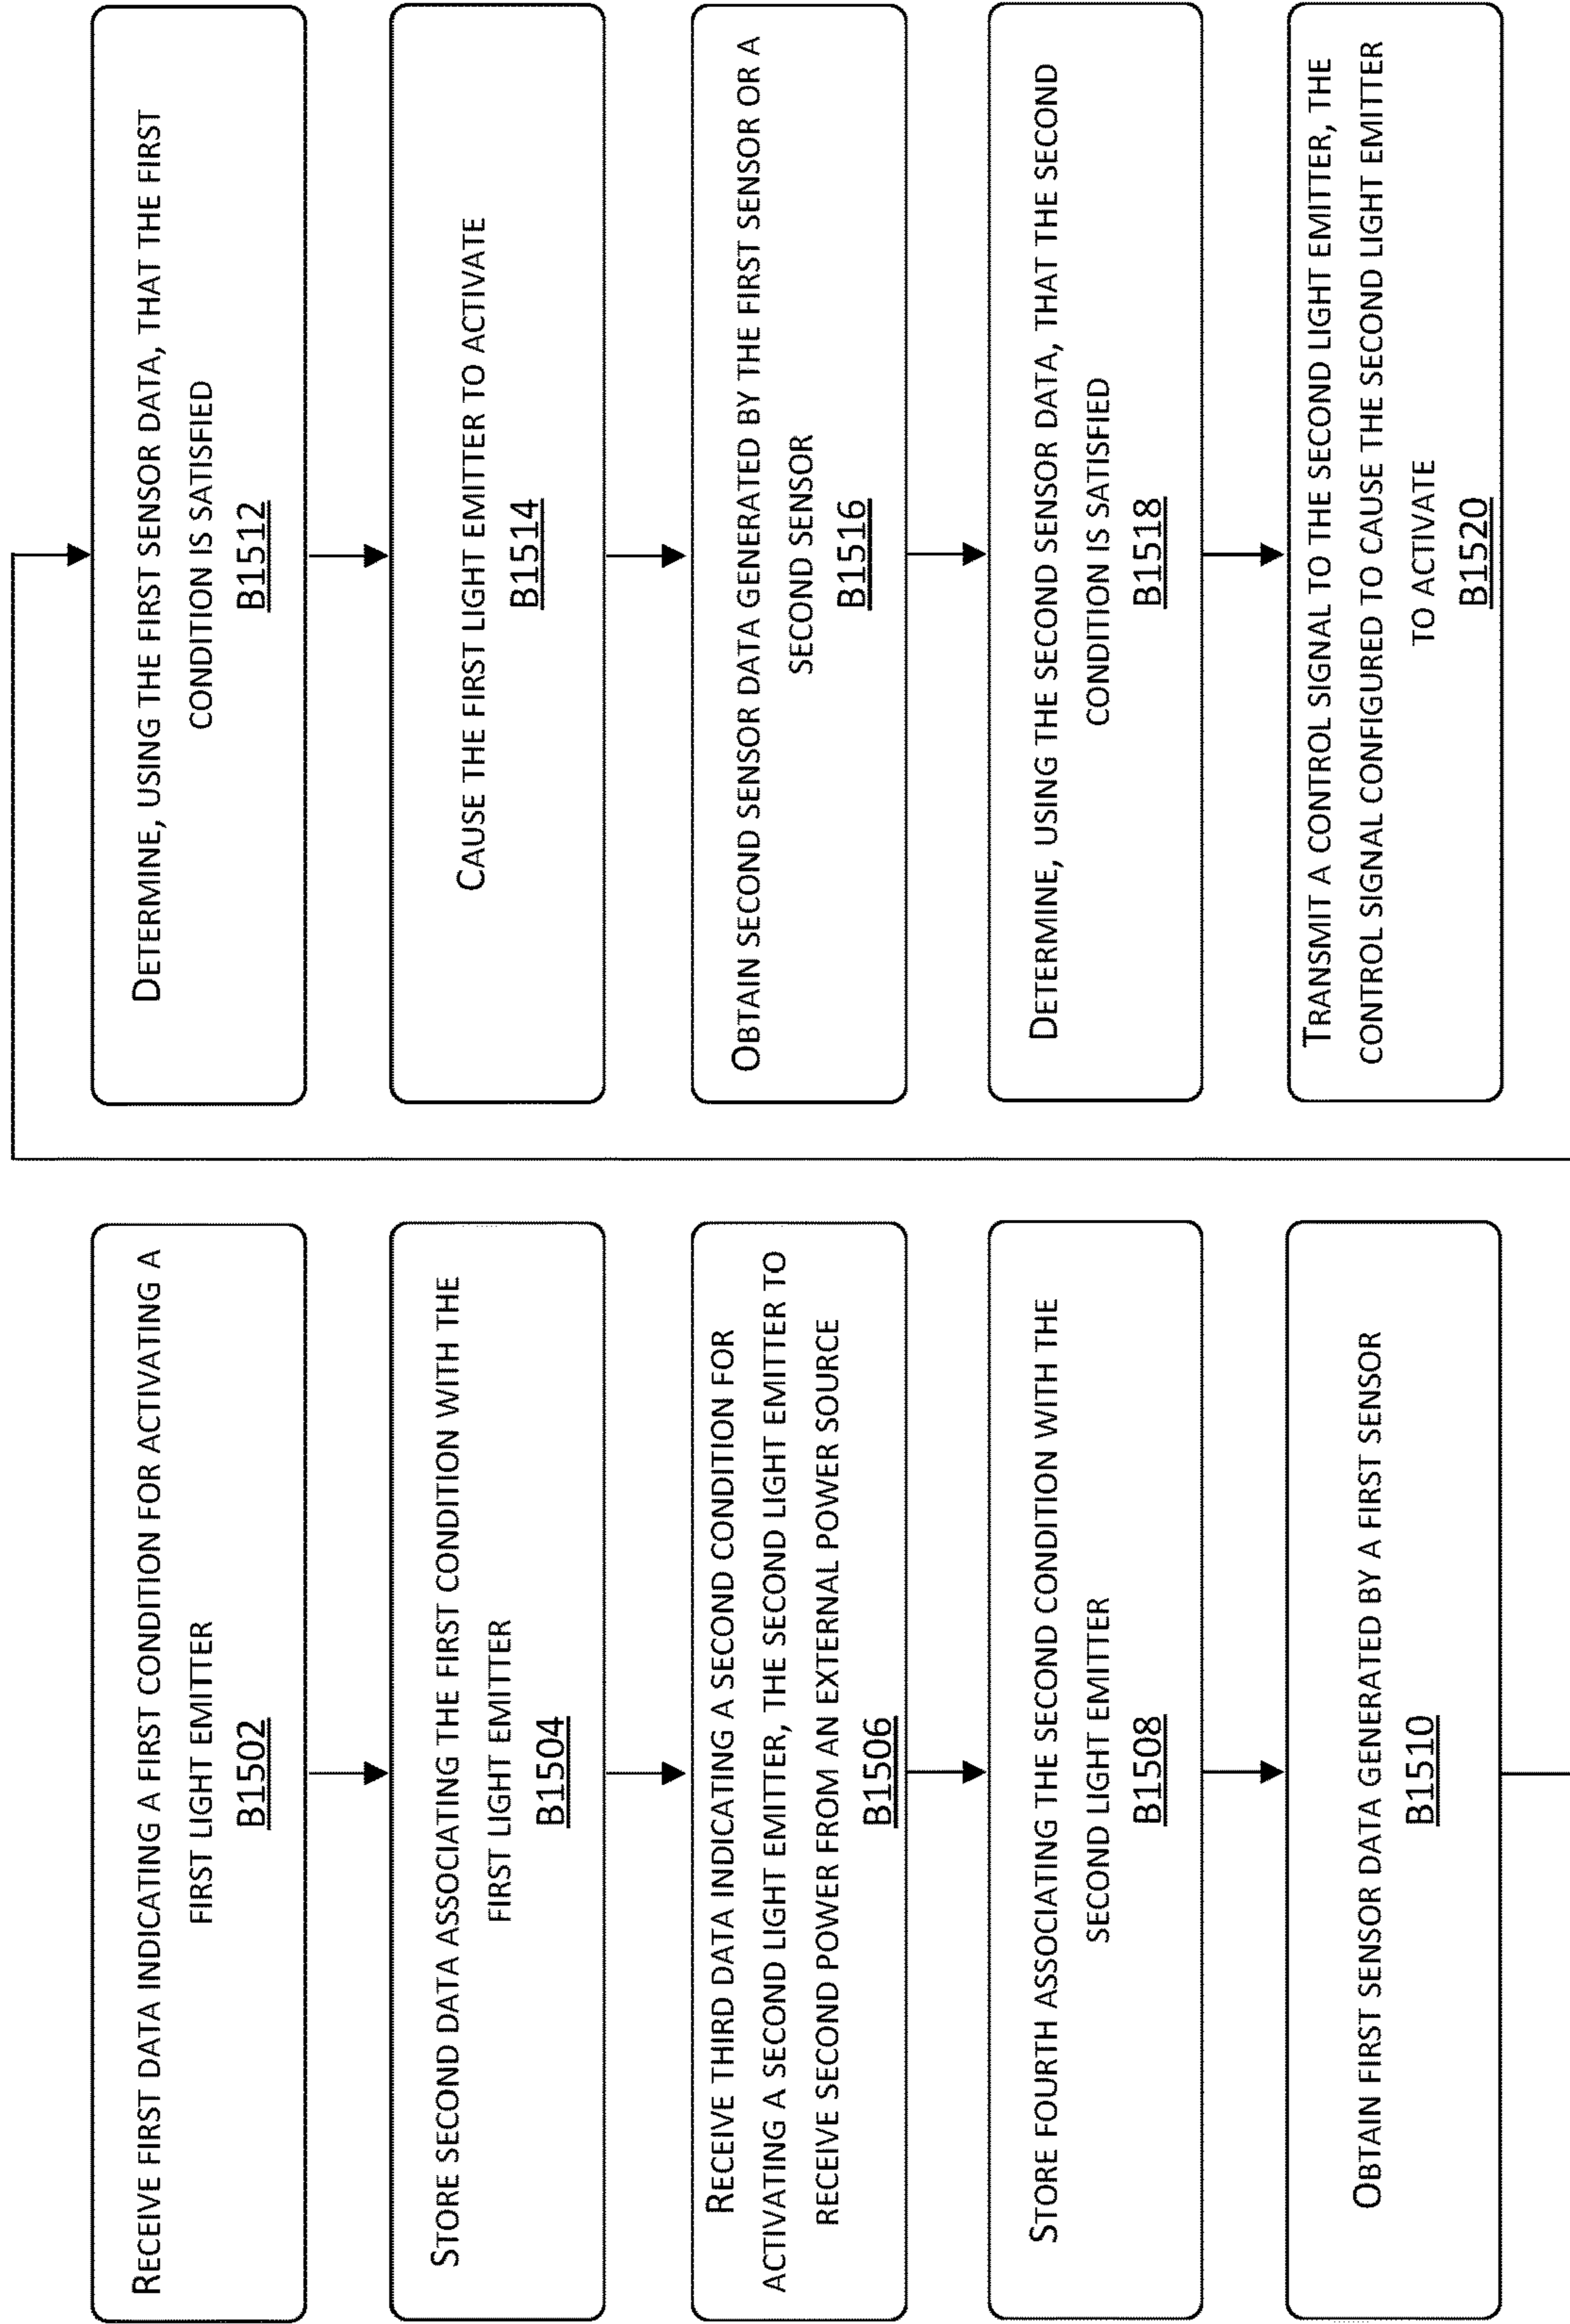 RECEIVE FIRST DATA INDICATING A FIRST CONDITION FOR ACTIVATING A
FIRST LIGHT EMITTER
B1502
STORE SECOND DATA ASSOCIATING THE FIRST CONDITION WITH THE
FIRST LIGHT EMITTER
B1504
RECEIVE THIRD DATA INDICATING A SECOND CONDITION FOR
ACTIVATING A SECOND LIGHT EMITTER, THE SECOND LIGHT EMITTER TO
RECEIVE SECOND POWER FROM AN EXTERNAL POWER SOURCE
B1506
STORE FOURTH ASSOCIATING THE SECOND CONDITION WITH THE
SECOND LIGHT EMITTER
B1508
OBTAIN FIRST SENSOR DATA GENERATED BY A FIRST SENSOR
B1510
DETERMINE, USING THE FIRST SENSOR DATA, THAT THE FIRST
CONDITION IS SATISFIED
B1512
CAUSE THE FIRST LIGHT EMITTER TO ACTIVATE
B1514
OBTAIN SECOND SENSOR DATA GENERATED BY THE FIRST SENSOR OR A
SECOND SENSOR
B1516
DETERMINE, USING THE SECOND SENSOR DATA, THAT THE SECOND
CONDITION IS SATISFIED
B1518
TRANSMIT A CONTROL SIGNAL TO THE SECOND LIGHT EMITTER, THE
CONTROL SIGNAL CONFIGURED TO CAUSE THE SECOND LIGHT EMITTER
TO ACTIVATE
B1520